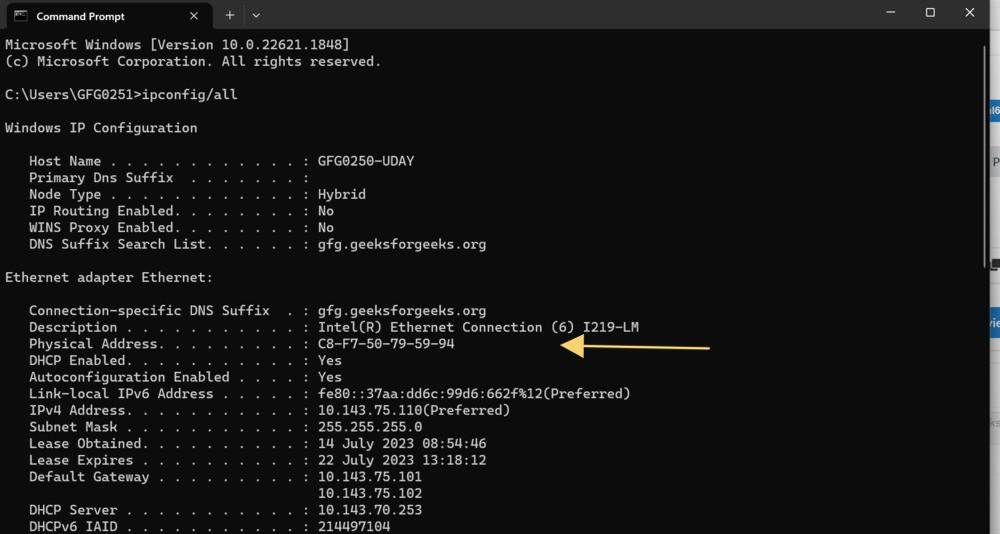 Command Prompt
Microsoft Windows [Version 10.0.22621.1848]
(c) Microsoft Corporation. All rights reserved.
C:\Users\GFG0251>ipconfig/all
Windows IP Configuration
Host Name . . . . . . . . . . . . : GFG0250-UDAY
Primary Dns Suffix  . . . . . . . :
Node Type . . . . . . . . . . . . : Hybrid
IP Routing Enabled. . . . . . . . : No
WINS Proxy Enabled. . . . . . . . : No
DNS Suffix Search List. . . . . . : gfg.geeksforgeeks.org
Ethernet adapter Ethernet:
Connection-specific DNS Suffix  . : gfg.geeksforgeeks.org
Description . . . . . . . . . . . : Intel(R) Ethernet Connection (6) I219-LM
Physical Address. . . . . . . . . : C8-F7-50-79-59-94
DHCP Enabled. . . . . . . . . . . : Yes
Autoconfiguration Enabled . . . . : Yes
Link-local IPv6 Address . . . . . : fe80::37aa:dd6c:99d6:662f%12(Preferred)
IPv4 Address. . . . . . . . . . . : 10.143.75.110(Preferred)
Subnet Mask . . . . . . . . . . . : 255.255.255.0
Lease Obtained. . . . . . . . . . : 14 July 2023 08:54:46
Lease Expires . . . . . . . . . . : 22 July 2023 13:18:12
Default Gateway . . . . . . . . . : 10.143.75.101
10.143.75.102
DHCP Server . . . . . . . . . . . : 10.143.70.253
DHCPv6 IAID . . . . . . . . . . . : 214497104